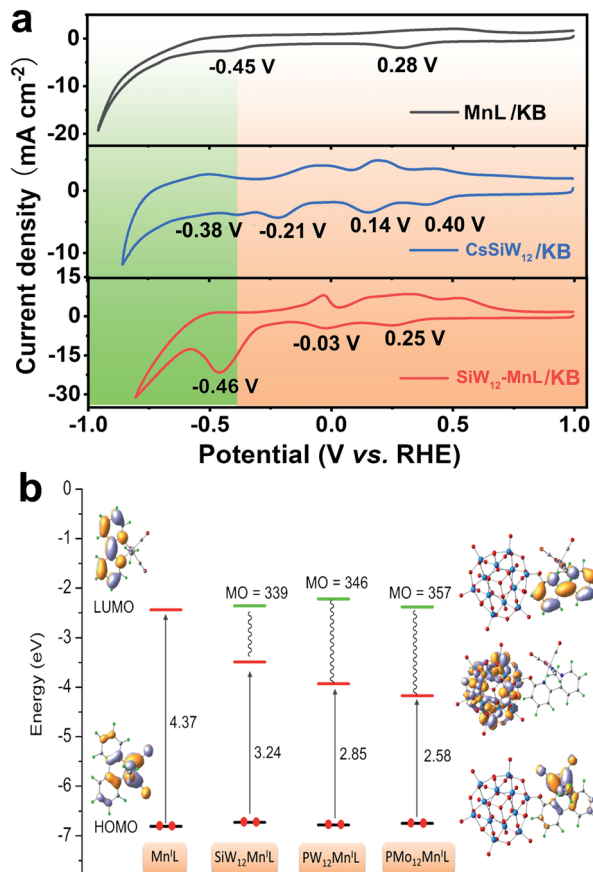 a
Current density (mA cm⁻²)
0
-10
-20
-0.45 V
0.28 V
MnL/KB
0
-10
-0.38 V
-0.21 V
0.14 V
0.40 V
CsSiW₁₂/KB
15
0
-15
-30
-0.46 V
-0.03 V
0.25 V
SiW₁₂-MnL/KB
-1.0 -0.5 0.0 0.5 1.0
Potential (V vs. RHE)
b
Energy (eV)
0
-1
-2
-3
-4
-5
-6
-7
LUMO
HOMO
MO = 339
MO = 346
MO = 357
4.37
3.24
2.85
2.58
MnᴵL
SiW₁₂MnᴵL
PW₁₂MnᴵL
PMo₁₂MnᴵL